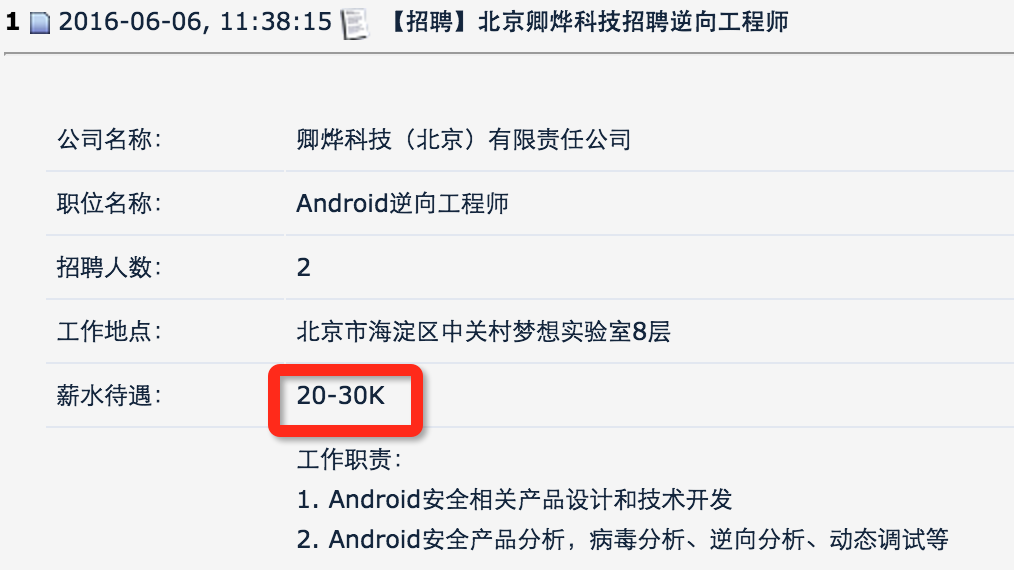 1 2016-06-06, 11:38:15 【招聘】北京卿烨科技招聘逆向工程师
公司名称： 卿烨科技（北京）有限责任公司
职位名称： Android逆向工程师
招聘人数： 2
工作地点： 北京市海淀区中关村梦想实验室8层
薪水待遇： 20-30K
工作职责：
1. Android安全相关产品设计和技术开发
2. Android安全产品分析，病毒分析、逆向分析、动态调试等